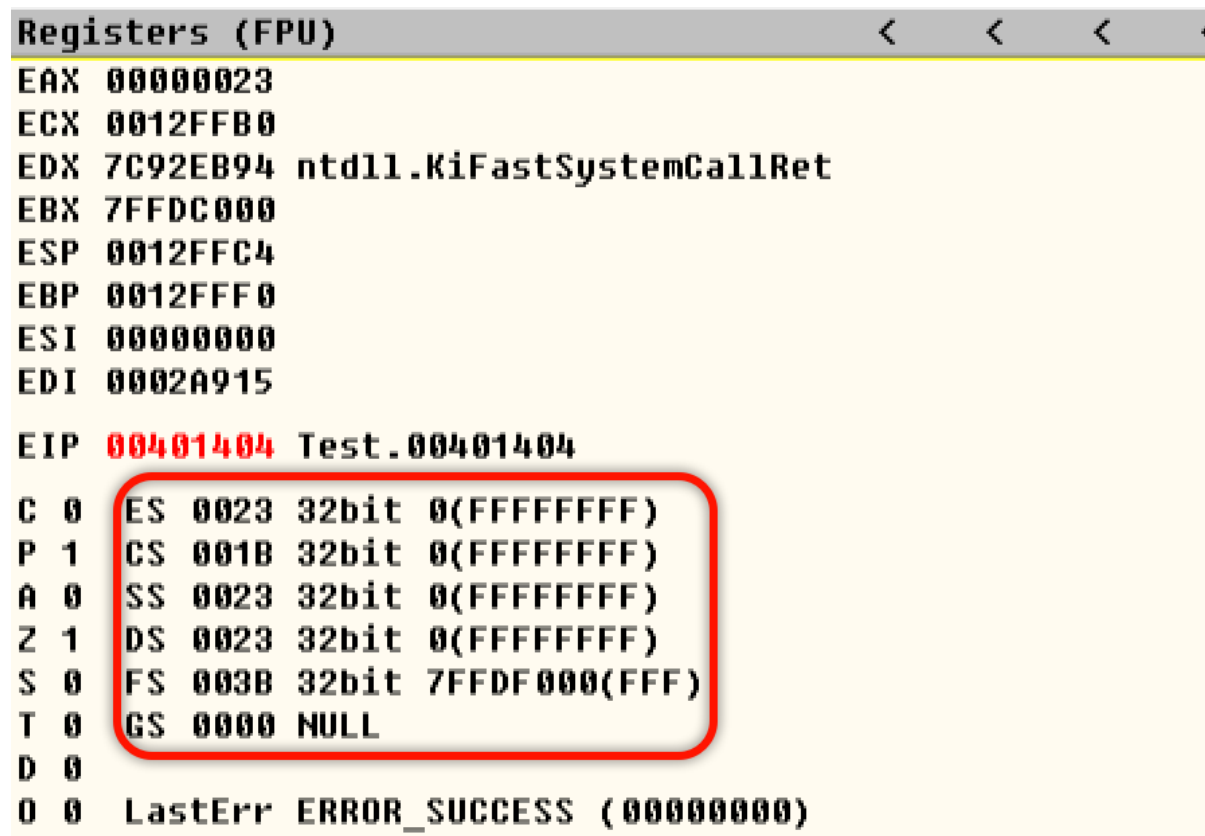 Registers (FPU) < < < <
EAX 00000023
ECX 0012FFB0
EDX 7C92EB94 ntdll.KiFastSystemCallRet
EBX 7FFDC000
ESP 0012FFC4
EBP 0012FFF0
ESI 00000000
EDI 0002A915
EIP 00401404 Test.00401404
C 0 ES 0023 32bit 0(FFFFFFFF)
P 1 CS 001B 32bit 0(FFFFFFFF)
A 0 SS 0023 32bit 0(FFFFFFFF)
Z 1 DS 0023 32bit 0(FFFFFFFF)
S 0 FS 003B 32bit 7FFDF000(FFF)
T 0 GS 0000 NULL
D 0
O 0 LastErr ERROR_SUCCESS (00000000)